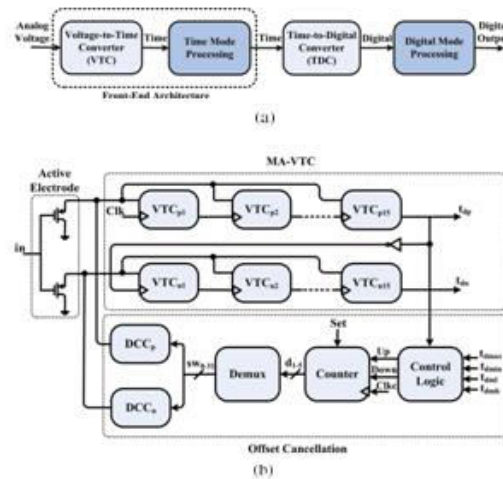 Analog Voltage
Voltage-to-Time Converter (VTC)
Time
Time Mode Processing
Time
Time-to-Digital Converter (TDC)
Digital
Digital Mode Processing
Digital Outpu
Front-End Architecture
(a)
MA-VTC
Active Electrode
in
Clk
VTCp1
VTCp2
VTCp15
tdp
VTCn1
VTCn2
VTCn15
tdn
Set
DCCp
DCCn
Demux
Counter
Up
Down
Clkc
Control Logic
Offset Cancellation
(b)